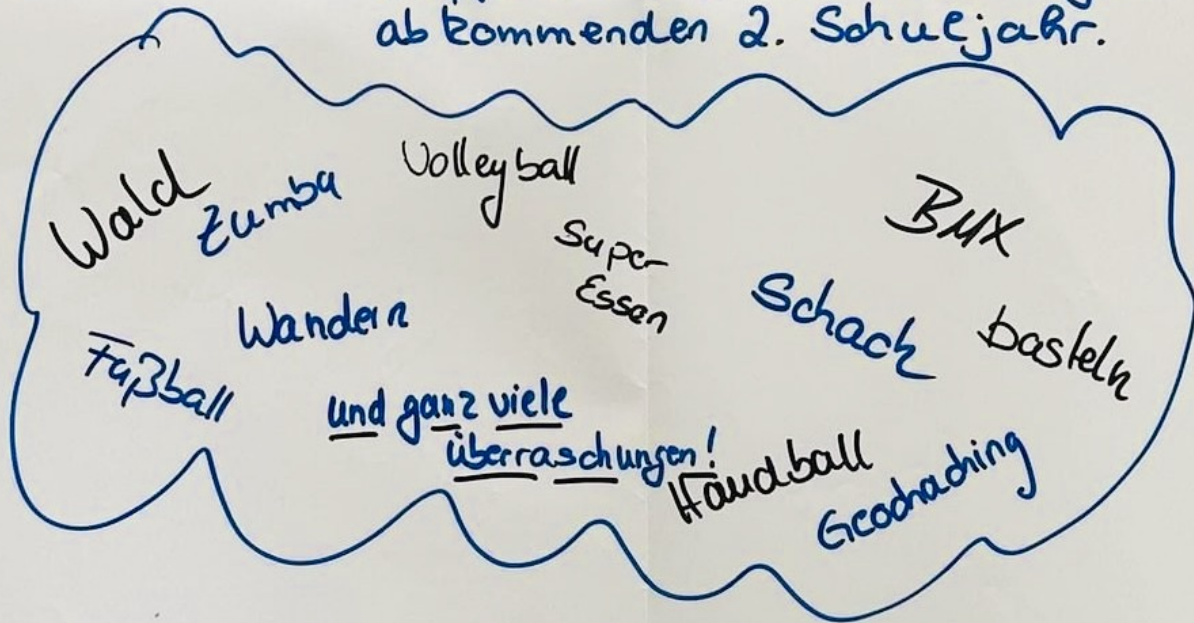 ab kommenden 2. Schuljahr.
Wald
Zumba
Volleyball
Super
Essen
BMX
Wandern
Schach
basteln
Fußball
und ganz viele
überraschungen!
Handball
Geochaching